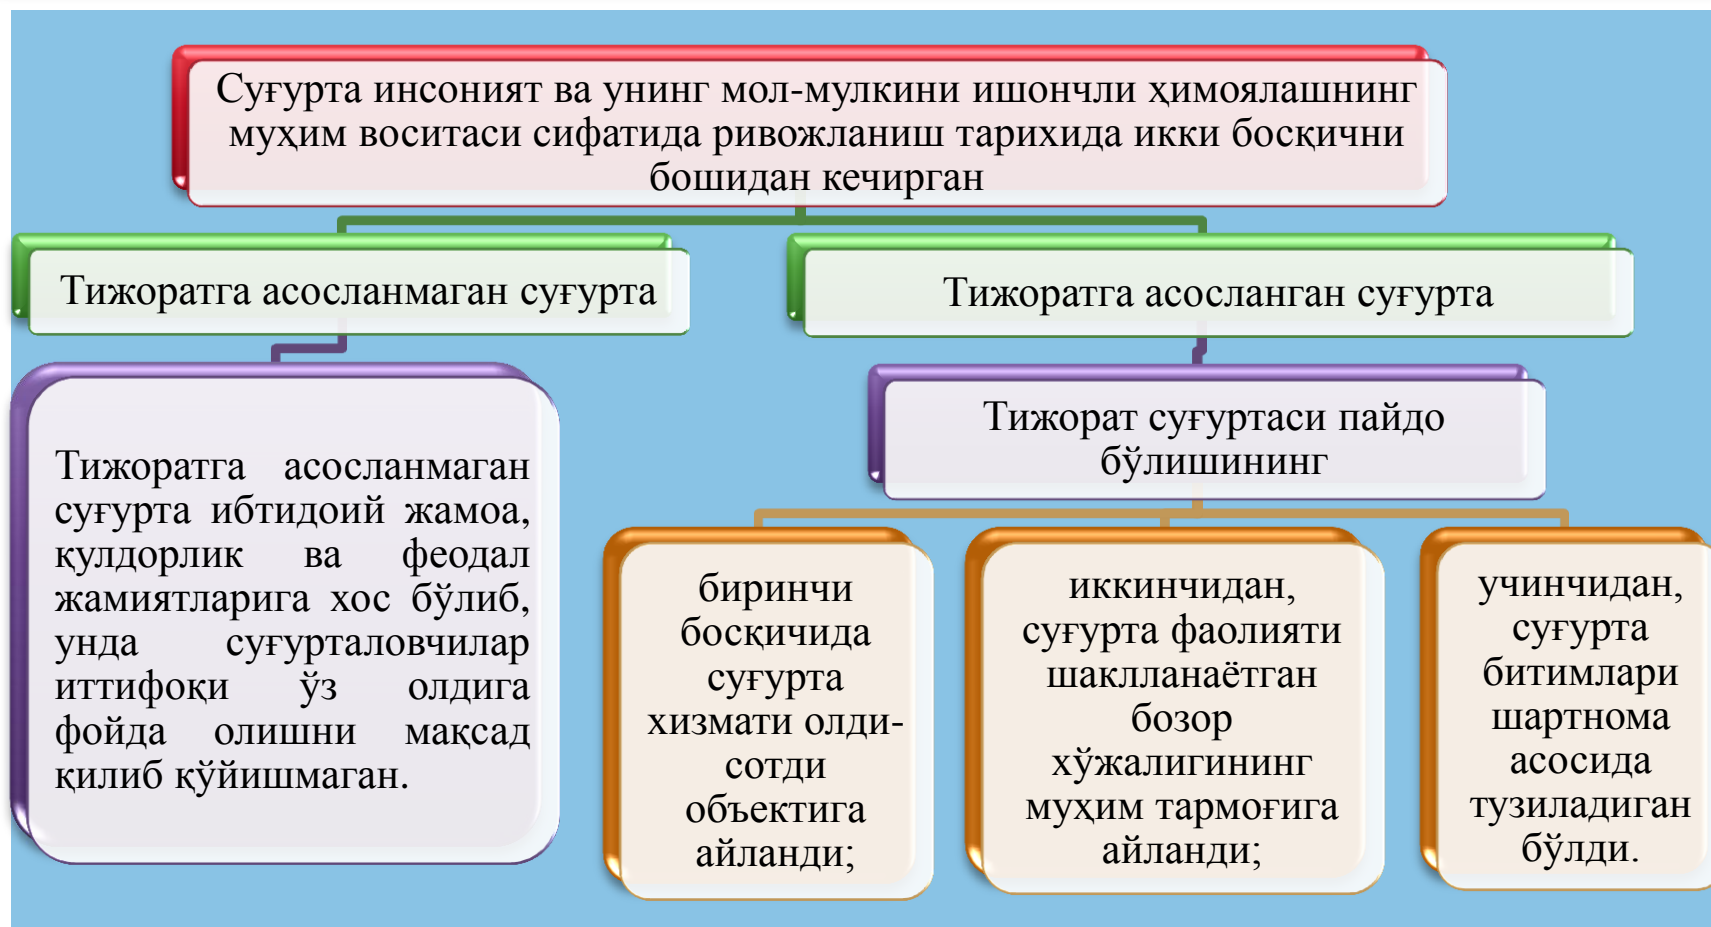 Суғурта инсоният ва унинг мол-мулкини ишончли ҳимоялашнинг
муҳим воситаси сифатида ривожланиш тарихида икки босқични
бошидан кечирган
Тижоратга асосланмаган суғурта
Тижоратга асосланган суғурта
Тижоратга асосланмаган
суғурта ибтидоий жамоа,
қулдорлик ва феодал
жамиятларига хос бўлиб,
унда суғурталовчилар
иттифоқи ўз олдига
фойда олишни мақсад
қилиб қўйишмаган.
Тижорат суғуртаси пайдо
бўлишининг
биринчи
босқичида
суғурта
хизмати олди-
сотди
объектига
айланди;
иккинчидан,
суғурта фаолияти
шаклланаётган
бозор
хўжалигининг
муҳим тармоғига
айланди;
учинчидан,
суғурта
битимлари
шартнома
асосида
тузиладиган
бўлди.